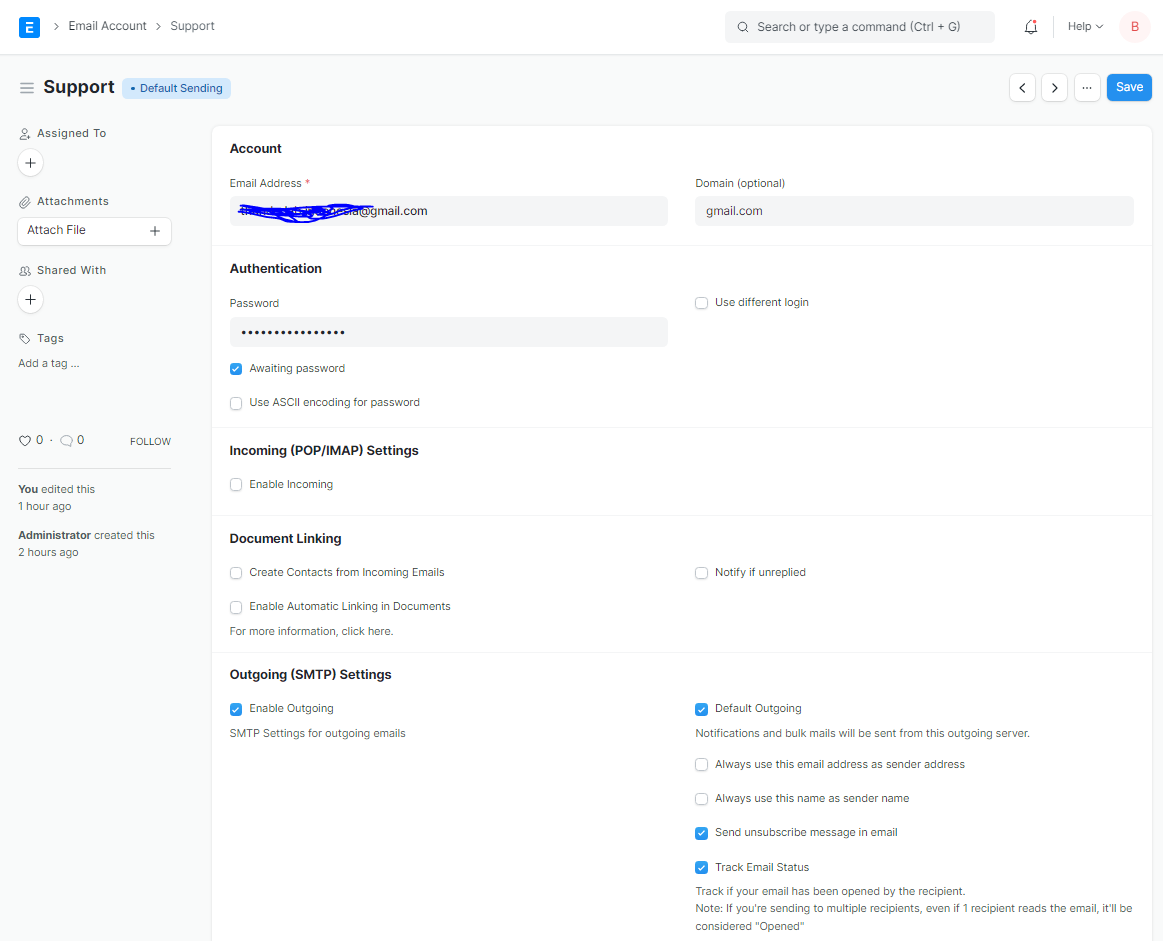 E > Email Account > Support
Search or type a command (Ctrl + G)
Help
B
Support
• Default Sending
...
Save
Assigned To
Attachments
Attach File
Shared With
Tags
Add a tag ...
0 · 0
FOLLOW
You edited this
1 hour ago
Administrator created this
2 hours ago
Account
Email Address *
@gmail.com
Domain (optional)
gmail.com
Authentication
Password
••••••••••••••••
Use different login
Awaiting password
Use ASCII encoding for password
Incoming (POP/IMAP) Settings
Enable Incoming
Document Linking
Create Contacts from Incoming Emails
Notify if unreplied
Enable Automatic Linking in Documents
For more information, click here.
Outgoing (SMTP) Settings
Enable Outgoing
SMTP Settings for outgoing emails
Default Outgoing
Notifications and bulk mails will be sent from this outgoing server.
Always use this email address as sender address
Always use this name as sender name
Send unsubscribe message in email
Track Email Status
Track if your email has been opened by the recipient.
Note: If you're sending to multiple recipients, even if 1 recipient reads the email, it'll be
considered "Opened"